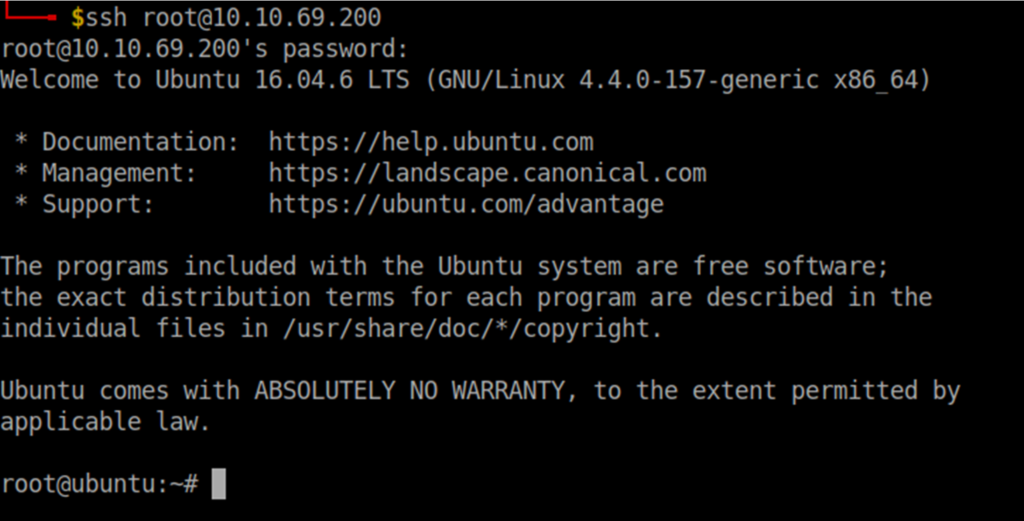 $ssh root@10.10.69.200
root@10.10.69.200's password:
Welcome to Ubuntu 16.04.6 LTS (GNU/Linux 4.4.0-157-generic x86_64)
* Documentation:  https://help.ubuntu.com
* Management:     https://landscape.canonical.com
* Support:        https://ubuntu.com/advantage
The programs included with the Ubuntu system are free software;
the exact distribution terms for each program are described in the
individual files in /usr/share/doc/*/copyright.
Ubuntu comes with ABSOLUTELY NO WARRANTY, to the extent permitted by
applicable law.
root@ubuntu:~#